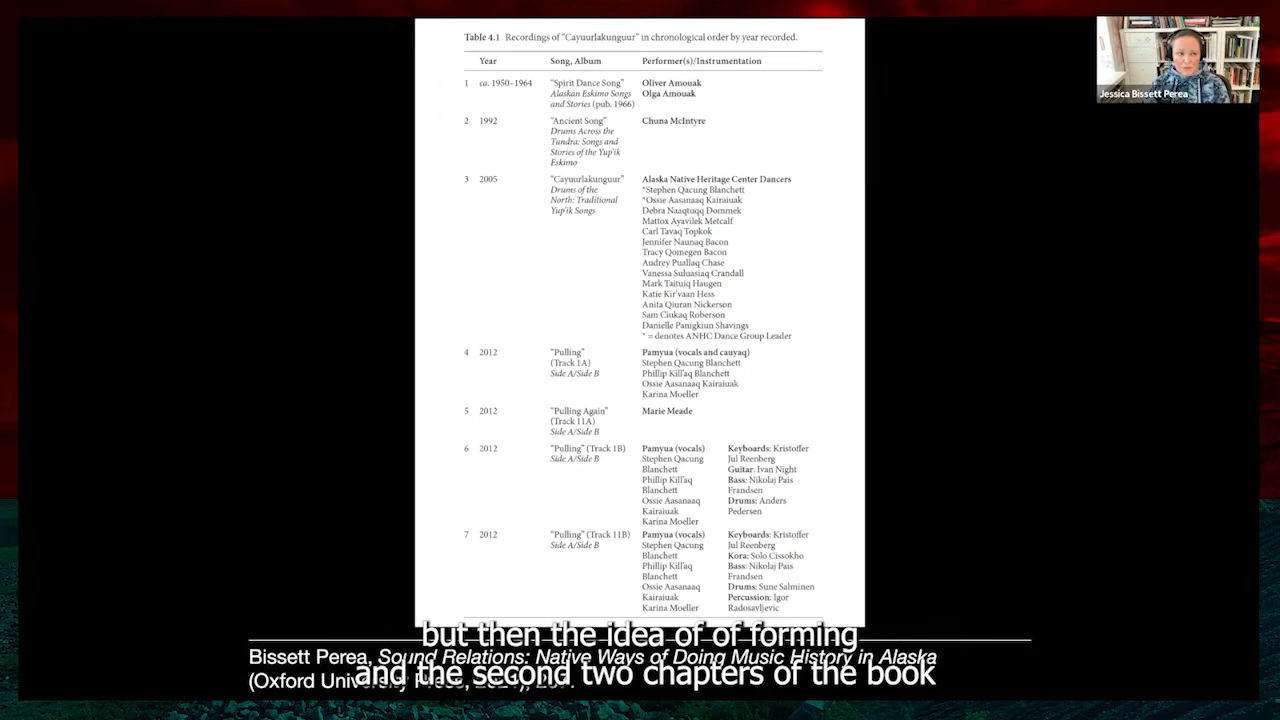 Table 4.1 Recordings of “Cayuurlakunguur” in chronological order by year recorded.
Year Song, Album Performer(s)/Instrumentation
1 ca. 1950–1964 “Spirit Dance Song” Oliver Amouak
Alaskan Eskimo Songs Olga Amouak
and Stories (pub. 1966)
2 1992 “Ancient Song” Chuna McIntyre
Drums Across the
Tundra: Songs and
Stories of the Yup’ik
Eskimo
3 2005 “Cayuurlakunguur” Alaska Native Heritage Center Dancers
Drums of the *Stephen Qacung Blanchett
North: Traditional *Ossie Aasanaaq Kairaiuak
Yup’ik Songs Debra Naaqtuqq Dommek
Mattox Ayavilek Metcalf
Carl Tavaq Topkok
Jennifer Naunaq Bacon
Tracy Qomegen Bacon
Audrey Puallaq Chase
Vanessa Suluasiaq Crandall
Mark Taituiq Haugen
Katie Kir’vaan Hess
Anita Qiuran Nickerson
Sam Ciukaq Roberson
Danielle Panigkiun Shavings
* = denotes ANHC Dance Group Leader
4 2012 “Pulling” Pamyua (vocals and cauyaq)
(Track 1A) Stephen Qacung Blanchett
Side A/Side B Phillip Kill’aq Blanchett
Ossie Aasanaaq Kairaiuak
Karina Moeller
5 2012 “Pulling Again” Marie Meade
(Track 11A)
Side A/Side B
6 2012 “Pulling” (Track 1B) Pamyua (vocals) Keyboards: Kristoffer
Side A/Side B Stephen Qacung Jul Reenberg
Blanchett Guitar: Ivan Night
Phillip Kill’aq Bass: Nikolaj Pais
Blanchett Frandsen
Ossie Aasanaaq Drums: Anders
Kairaiuak Pedersen
Karina Moeller
7 2012 “Pulling” (Track 11B) Pamyua (vocals) Keyboards: Kristoffer
Side A/Side B Stephen Qacung Jul Reenberg
Blanchett Kora: Solo Cissokho
Phillip Kill’aq Bass: Nikolaj Pais
Blanchett Frandsen
Ossie Aasanaaq Drums: Sune Salminen
Kairaiuak Percussion: Igor
Karina Moeller Radosavljevic
Jessica Bissett Perea
but then the idea of of forming
Bissett Perea, Sound Relations: Native Ways of Doing Music History in Alaska
and the second two chapters of the book
(Oxford University Press,